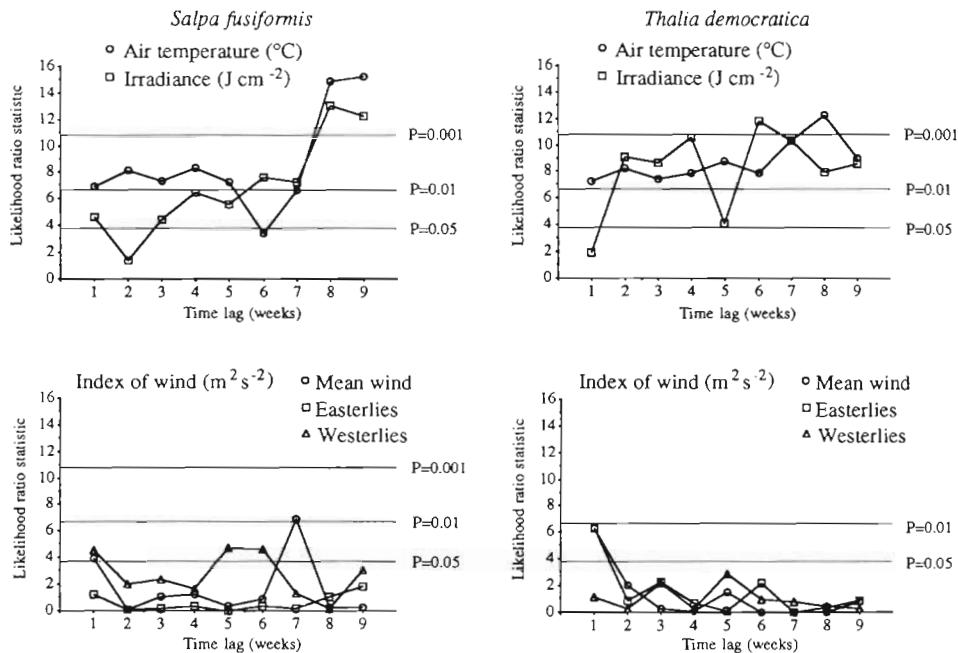 Salpa fusiformis
Air temperature (°C)
Irradiance (J cm -2)
Likelihood ratio statistic
16
14
12
10
8
6
4
2
0
P=0.001
P=0.01
P=0.05
1 2 3 4 5 6 7 8 9
Time lag (weeks)
Thalia democratica
Air temperature (°C)
Irradiance (J cm -2)
Likelihood ratio statistic
16
14
12
10
8
6
4
2
0
P=0.001
P=0.01
P=0.05
1 2 3 4 5 6 7 8 9
Time lag (weeks)
Index of wind (m2 s-2)
Mean wind
Easterlies
Westerlies
Likelihood ratio statistic
16
14
12
10
8
6
4
2
0
P=0.001
P=0.01
P=0.05
1 2 3 4 5 6 7 8 9
Time lag (weeks)
Index of wind (m2 s-2)
Mean wind
Easterlies
Westerlies
Likelihood ratio statistic
16
14
12
10
8
6
4
2
0
P=0.01
P=0.05
1 2 3 4 5 6 7 8 9
Time lag (weeks)